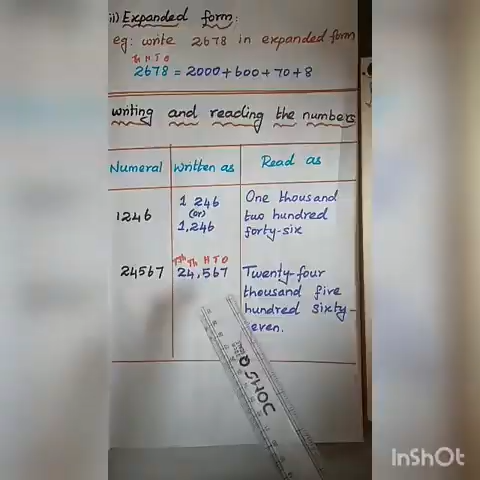 ii) Expanded form:
eg: write 2678 in expanded form
Th H T O
2678 = 2000+600+70+8
writing and reading the numbers
Numeral written as Read as
1246 1 246 One thousand
(or) two hundred
1,246 forty-six
TTh Th H T O
24567 24,567 Twenty-four
thousand five
hundred sixty-
even.
DOMS
InShOt